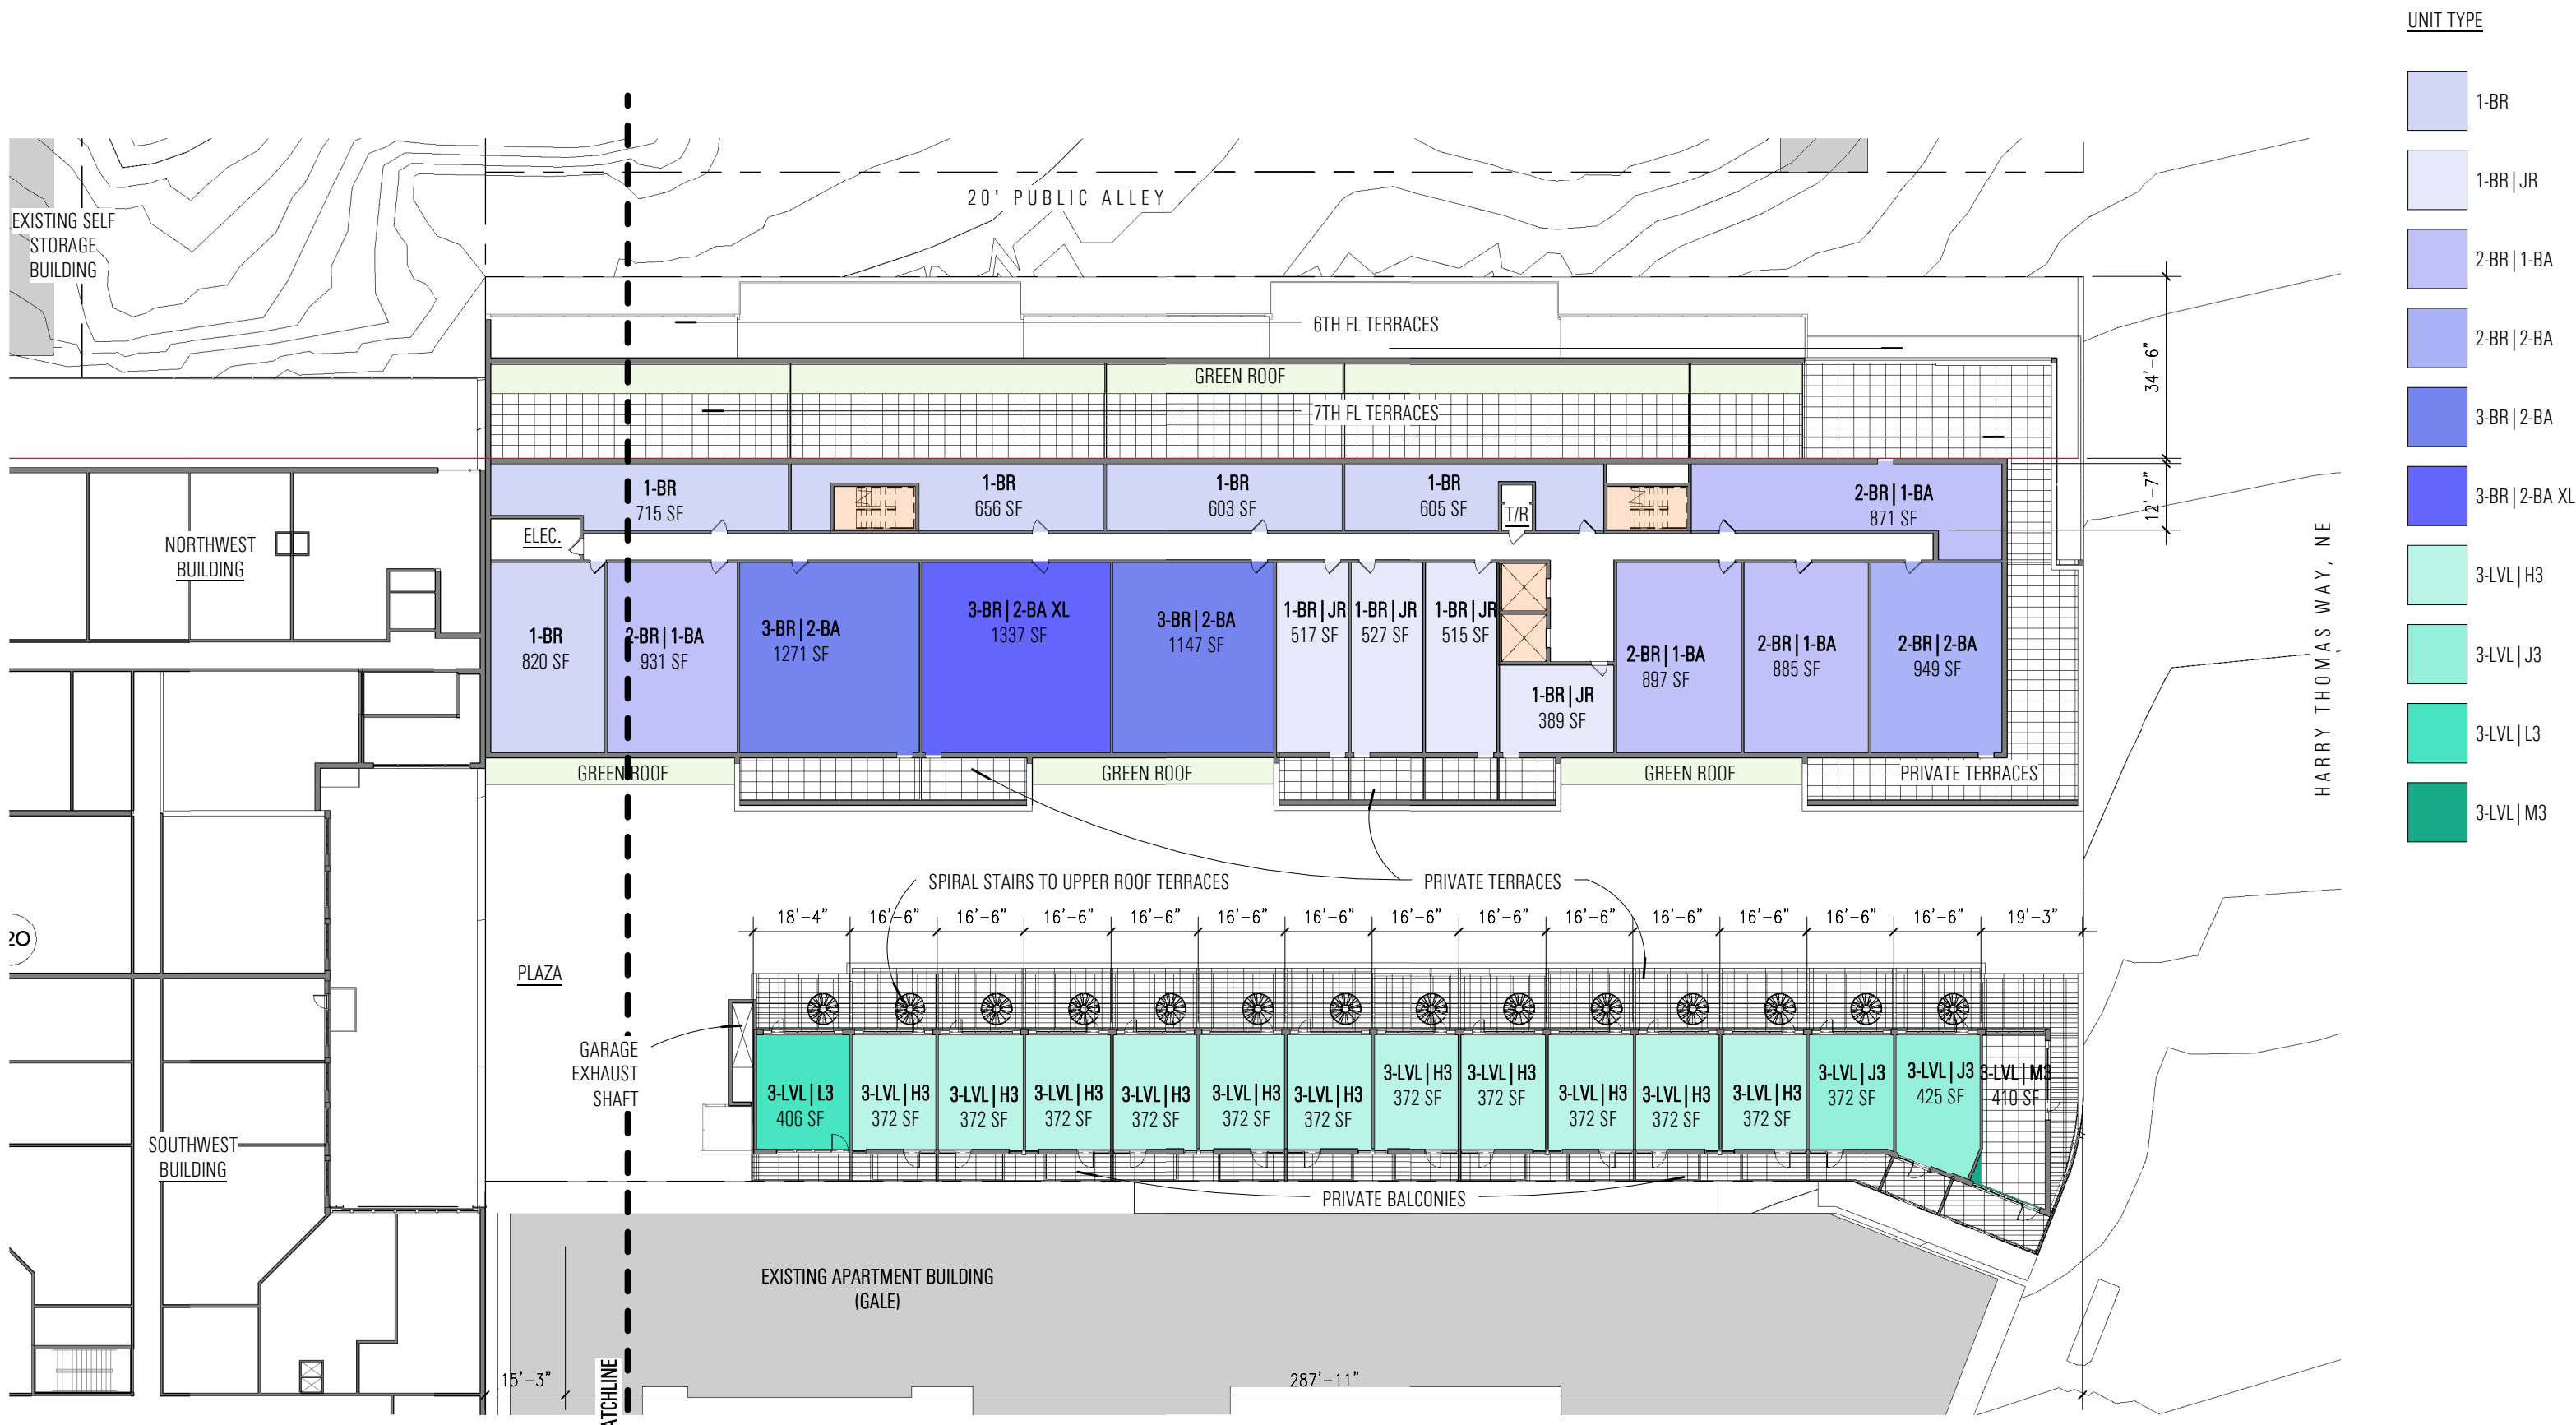 UNIT TYPE
1-BR
1-BR|JR
2-BR|1-BA
2-BR|2-BA
3-BR|2-BA
3-BR|2-BA XL
3-LVL|H3
3-LVL|J3
3-LVL|L3
3-LVL|M3
20' PUBLIC ALLEY
EXISTING SELF
STORAGE
BUILDING
6TH FL TERRACES
34'-6"
GREEN ROOF
7TH FL TERRACES
12'-7"
1-BR
715 SF
1-BR
656 SF
1-BR
603 SF
1-BR
605 SF
T/R
2-BR|1-BA
871 SF
ELEC.
NORTHWEST
BUILDING
1-BR
820 SF
2-BR|1-BA
931 SF
3-BR|2-BA
1271 SF
3-BR|2-BA XL
1337 SF
3-BR|2-BA
1147 SF
1-BR|JR
517 SF
1-BR|JR
527 SF
1-BR|JR
515 SF
1-BR|JR
389 SF
2-BR|1-BA
897 SF
2-BR|1-BA
885 SF
2-BR|2-BA
949 SF
HARRY THOMAS WAY, NE
GREEN ROOF
GREEN ROOF
GREEN ROOF
PRIVATE TERRACES
SPIRAL STAIRS TO UPPER ROOF TERRACES
PRIVATE TERRACES
18'-4"
16'-6"
16'-6"
16'-6"
16'-6"
16'-6"
16'-6"
16'-6"
16'-6"
16'-6"
16'-6"
16'-6"
16'-6"
16'-6"
19'-3"
20
PLAZA
GARAGE
EXHAUST
SHAFT
3-LVL|L3
406 SF
3-LVL|H3
372 SF
3-LVL|H3
372 SF
3-LVL|H3
372 SF
3-LVL|H3
372 SF
3-LVL|H3
372 SF
3-LVL|H3
372 SF
3-LVL|H3
372 SF
3-LVL|H3
372 SF
3-LVL|H3
372 SF
3-LVL|H3
372 SF
3-LVL|H3
372 SF
3-LVL|J3
372 SF
3-LVL|J3
425 SF
3-LVL|M3
410 SF
SOUTHWEST
BUILDING
PRIVATE BALCONIES
EXISTING APARTMENT BUILDING
(GALE)
15'-3"
287'-11"
ATCHLINE